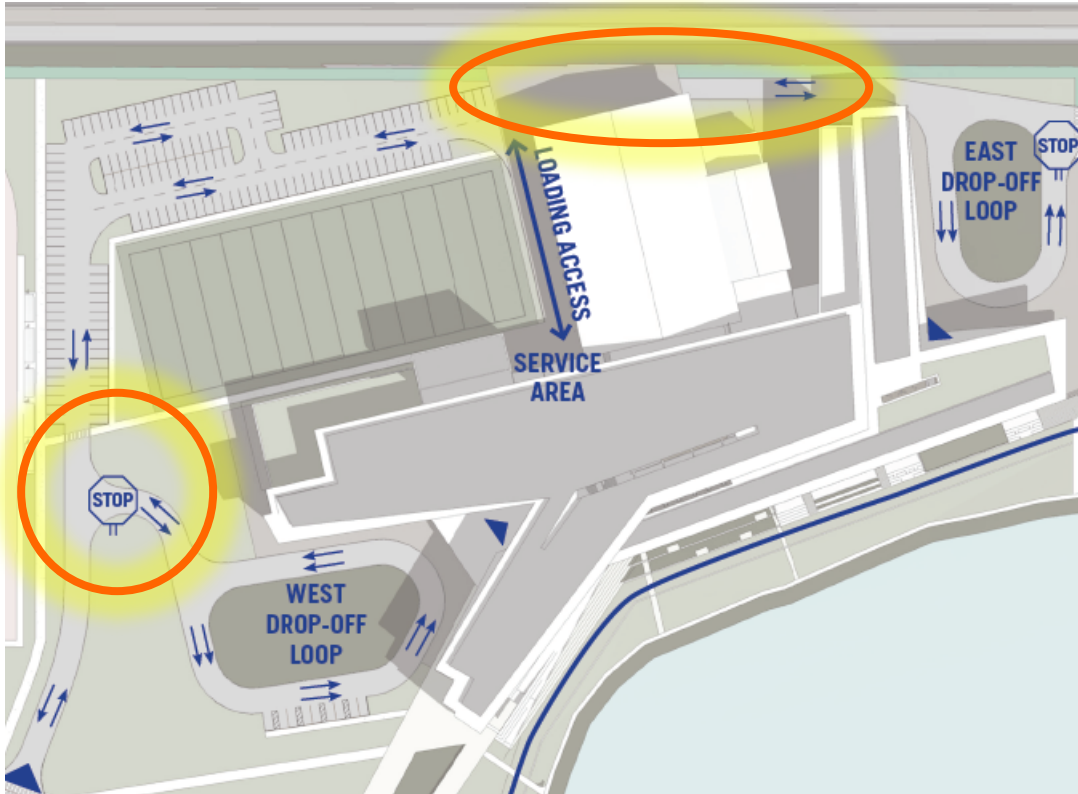 STOP
EAST
DROP-OFF
LOOP
LOADING ACCESS
SERVICE
AREA
STOP
WEST
DROP-OFF
LOOP